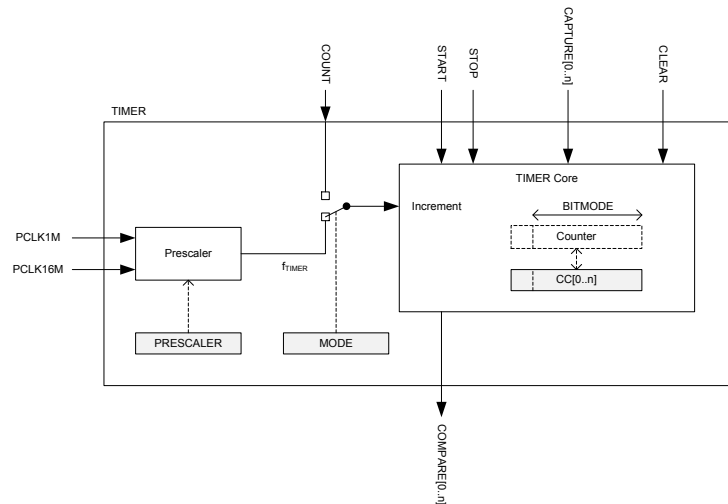 COUNT
START
STOP
CAPTURE[0..n]
CLEAR
TIMER
TIMER Core
Increment
BITMODE
Counter
CC[0..n]
PCLK1M
PCLK16M
Prescaler
fTIMER
PRESCALER
MODE
COMPARE[0..n]